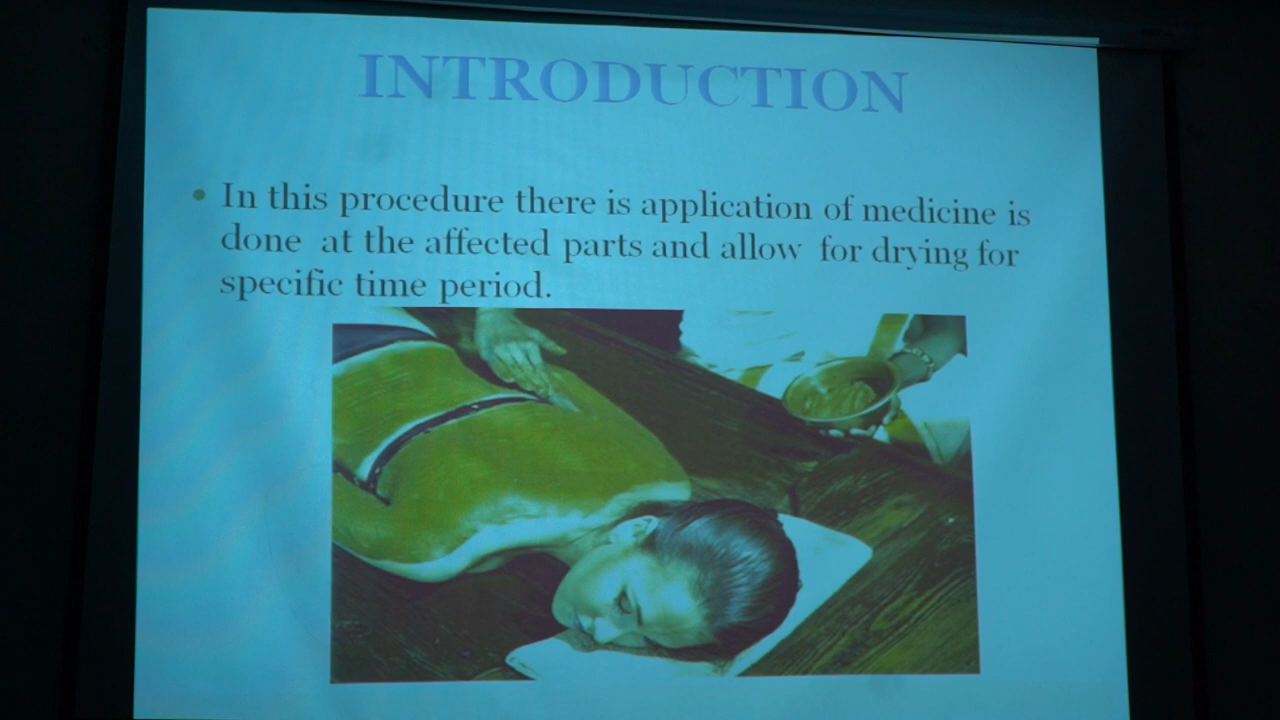 INTRODUCTION
• In this procedure there is application of medicine is
done at the affected parts and allow for drying for
specific time period.